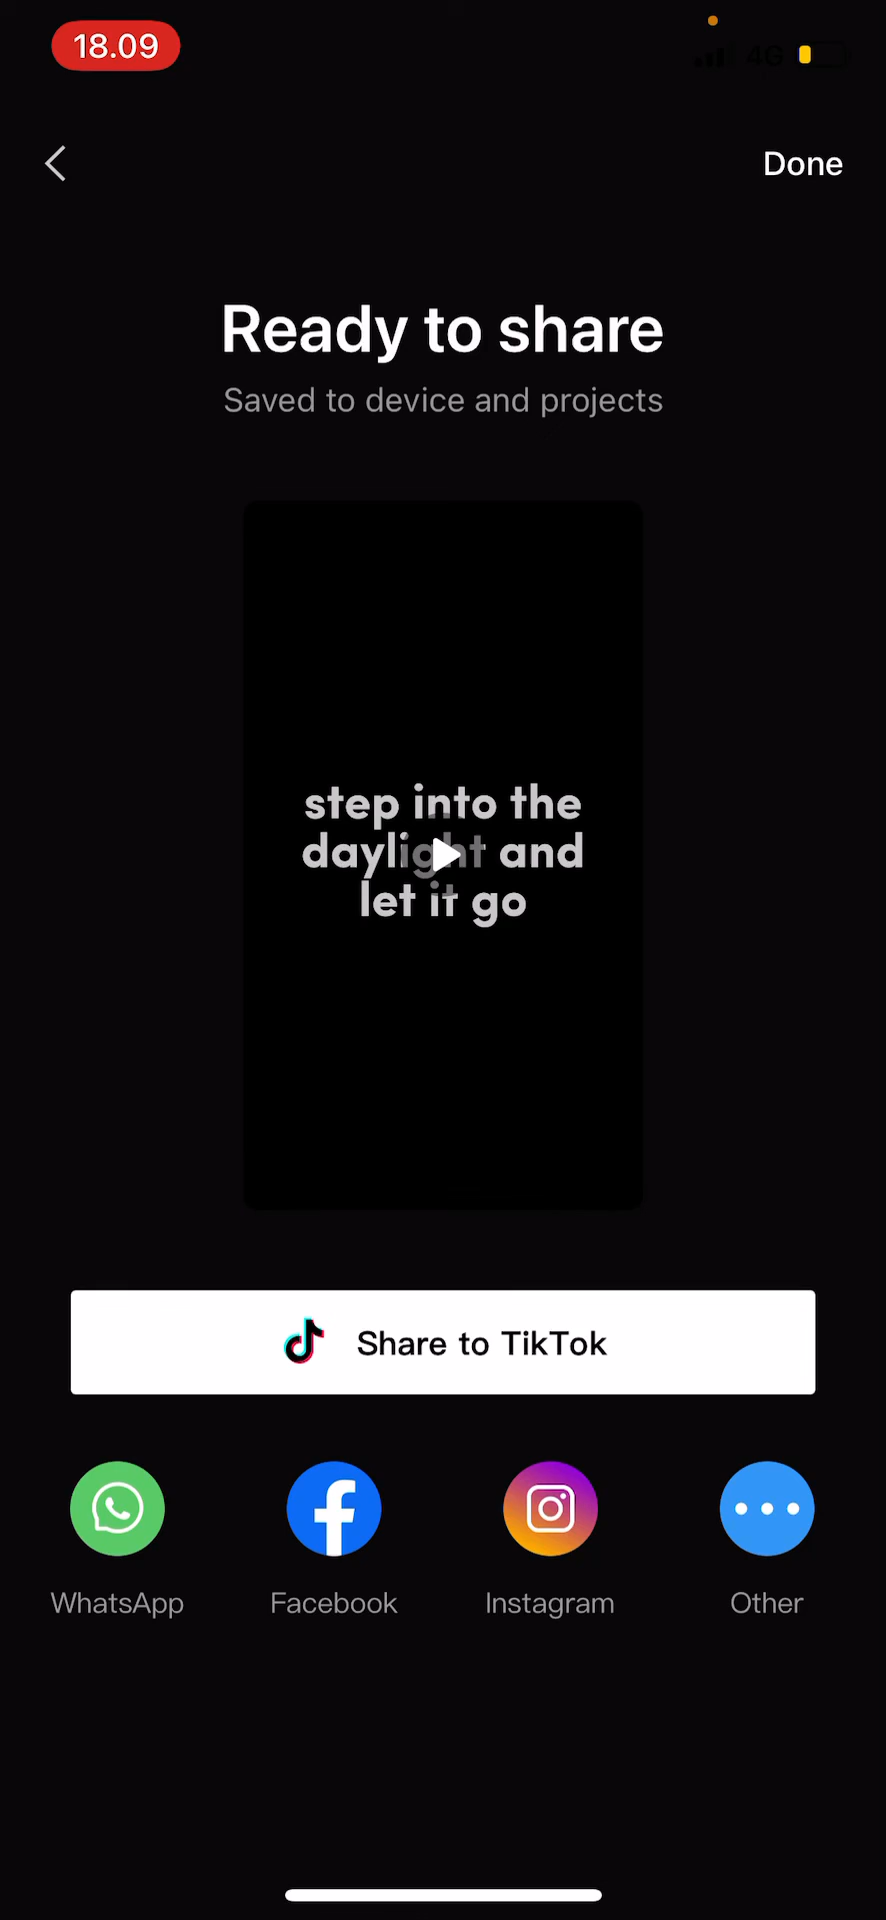 18.09
4G
Done
Ready to share
Saved to device and projects
step into the
daylight and
let it go
Share to TikTok
WhatsApp
Facebook
Instagram
Other